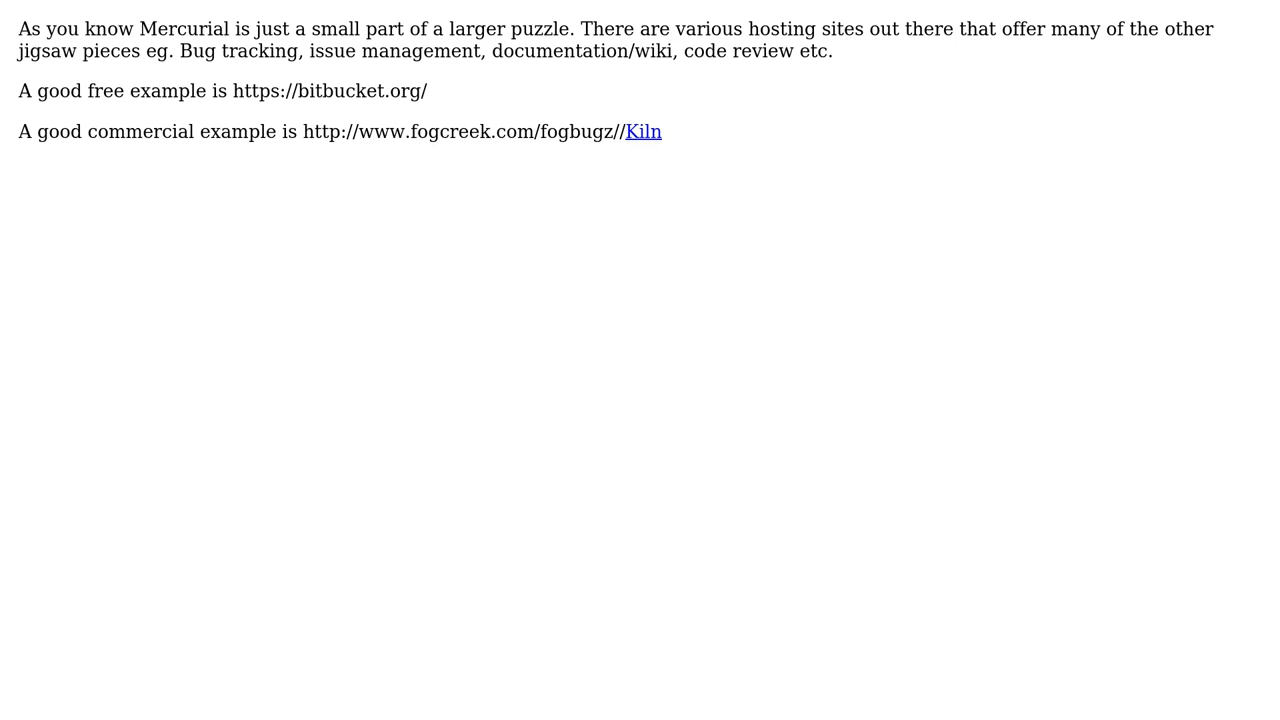 As you know Mercurial is just a small part of a larger puzzle. There are various hosting sites out there that offer many of the other
jigsaw pieces eg. Bug tracking, issue management, documentation/wiki, code review etc.
A good free example is https://bitbucket.org/
A good commercial example is http://www.fogcreek.com/fogbugz//Kiln